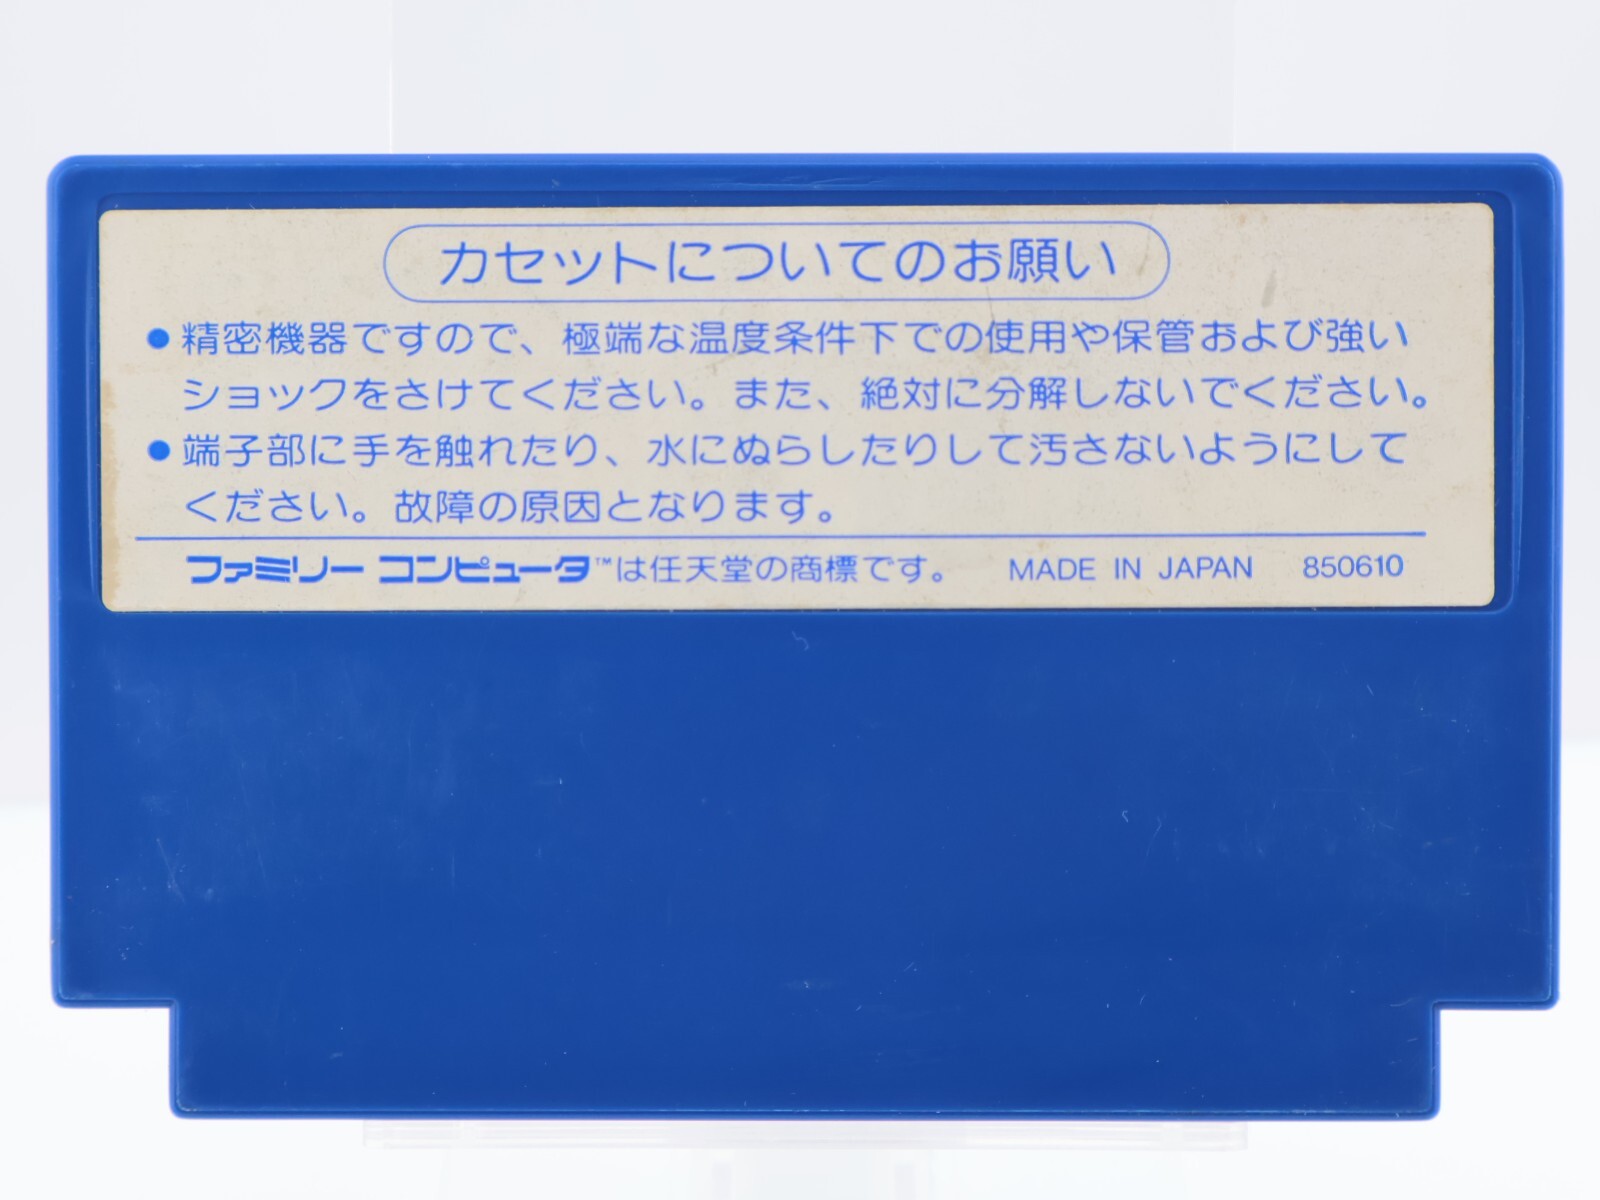 カセットについてのお願い
●精密機器ですので、極端な温度条件下での使用や保管および強い
ショックをさけてください。また、絶対に分解しないでください。
●端子部に手を触れたり、水にぬらしたりして汚さないようにして
ください。故障の原因となります。
ファミリー コンピュータ™は任天堂の商標です。 MADE IN JAPAN 850610